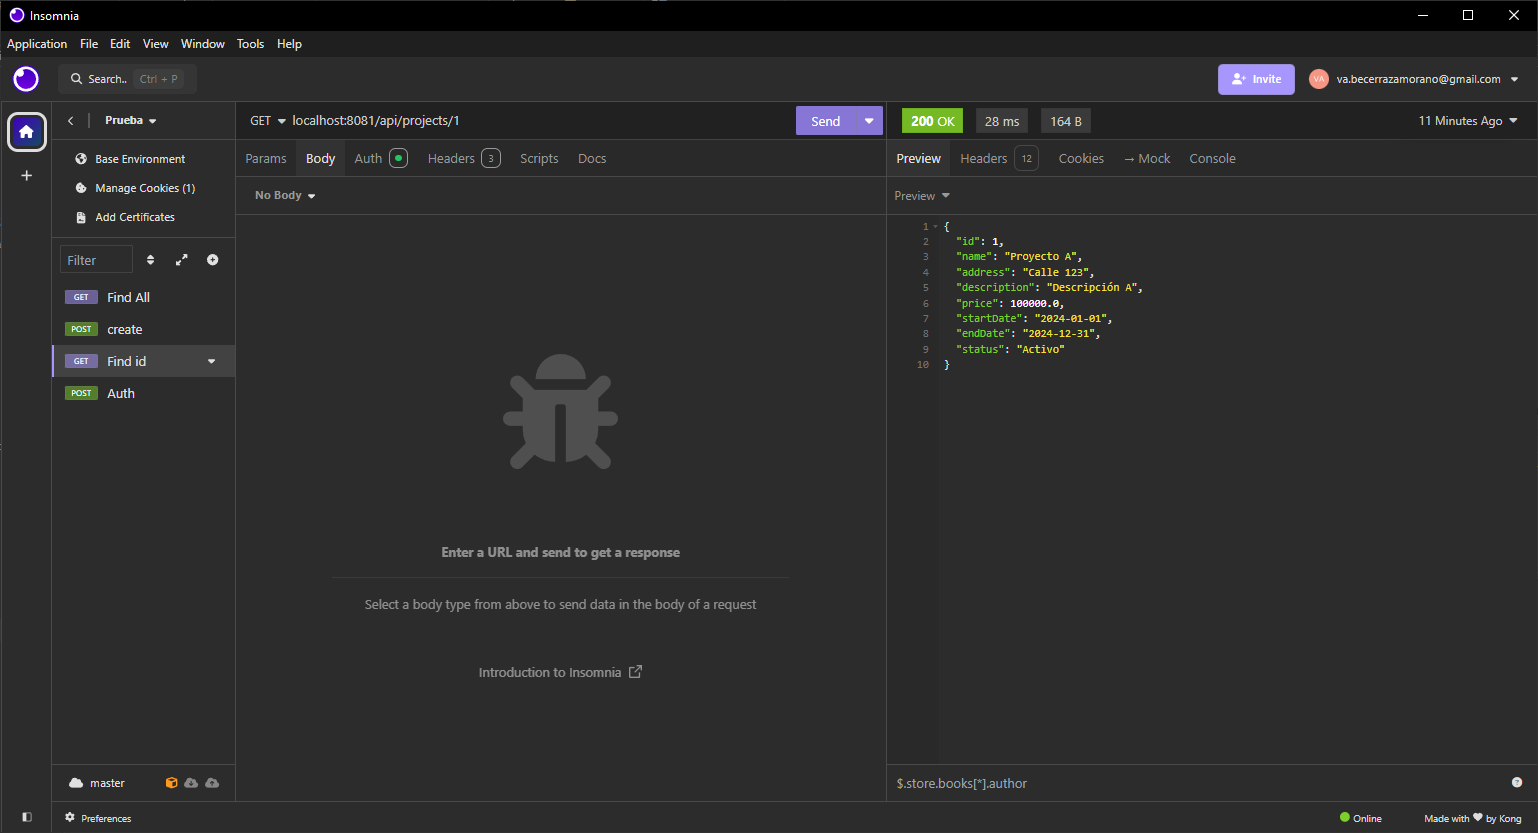 Insomnia
Application File Edit View Window Tools Help
Search.. Ctrl + P
Invite
VA va.becerrazamorano@gmail.com
Prueba
Base Environment
Manage Cookies (1)
Add Certificates
Filter
GET Find All
POST create
GET Find id
POST Auth
master
GET localhost:8081/api/projects/1 Send
Params Body Auth Headers 3 Scripts Docs
No Body
Enter a URL and send to get a response
Select a body type from above to send data in the body of a request
Introduction to Insomnia
200 OK 28 ms 164 B 11 Minutes Ago
Preview Headers 12 Cookies → Mock Console
Preview
1 {
2 "id": 1,
3 "name": "Proyecto A",
4 "address": "Calle 123",
5 "description": "Descripción A",
6 "price": 100000.0,
7 "startDate": "2024-01-01",
8 "endDate": "2024-12-31",
9 "status": "Activo"
10 }
$.store.books[*].author
Preferences
Online
Made with ❤ by Kong